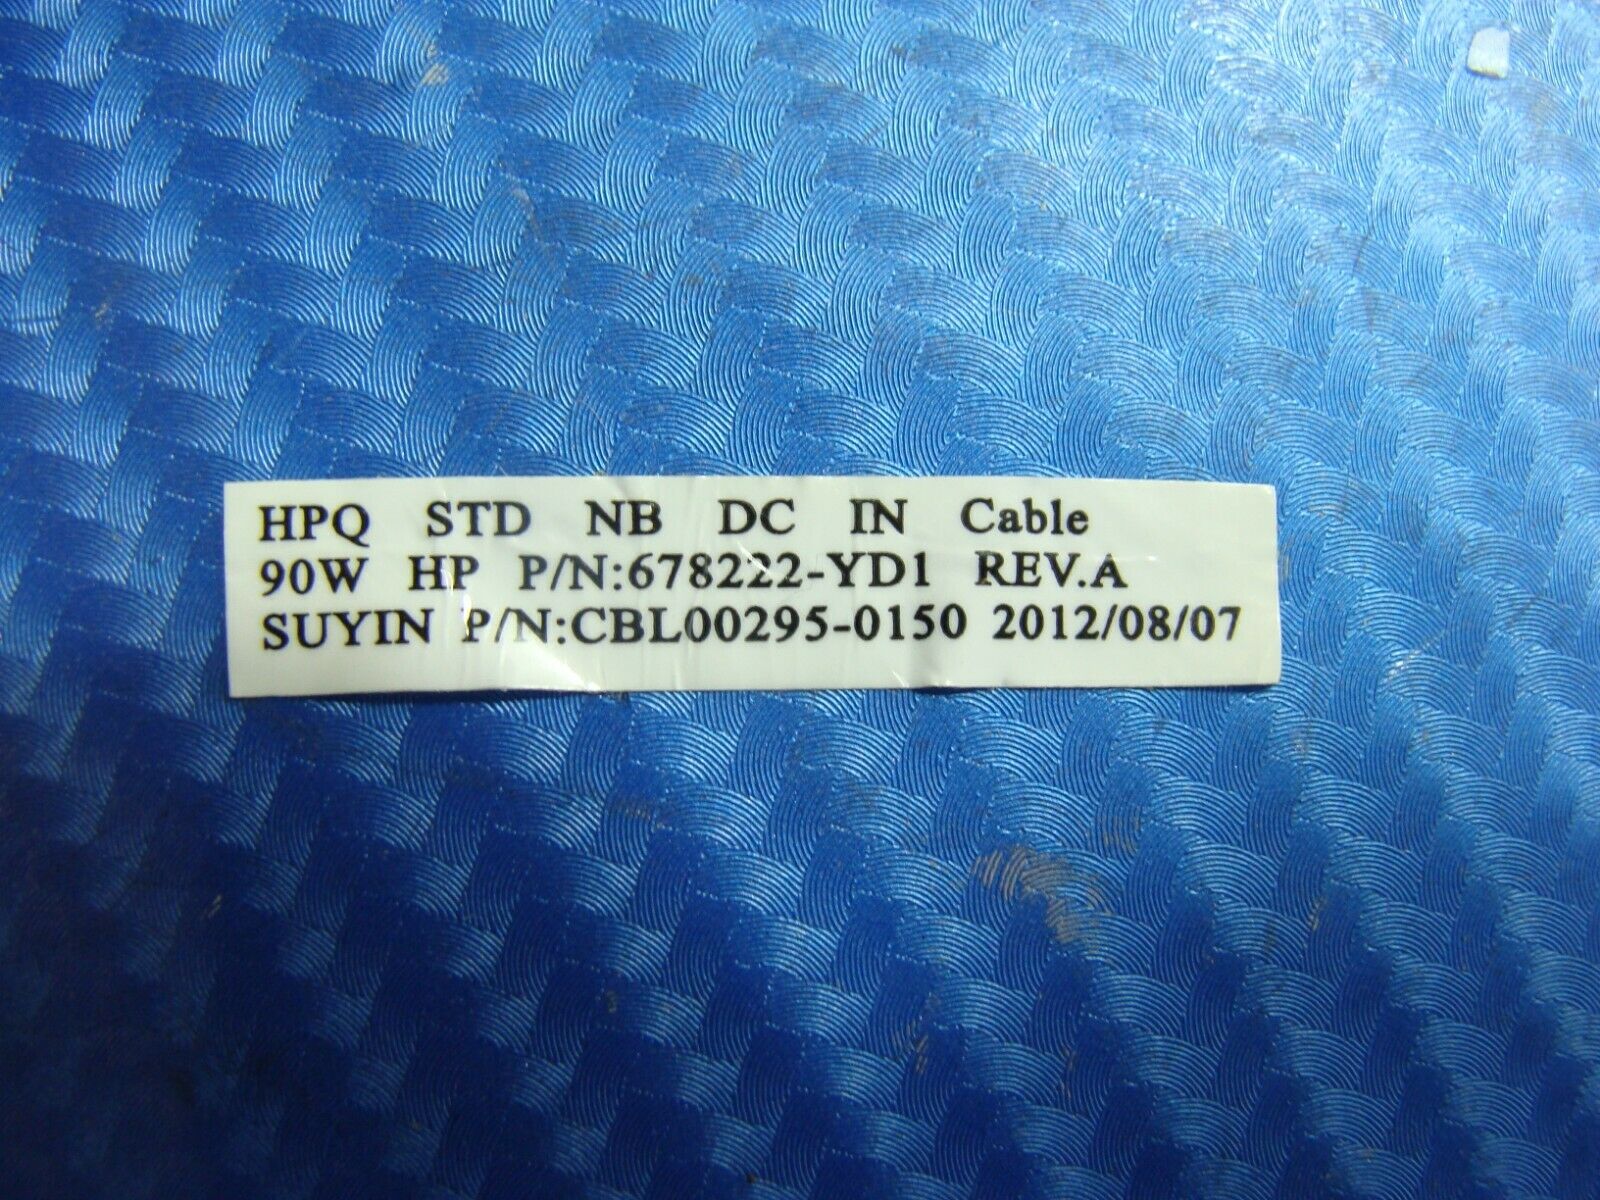 HPQ STD NB DC IN Cable
90W HP P/N:678222-YD1 REV.A
SUYIN P/N:CBL00295-0150 2012/08/07